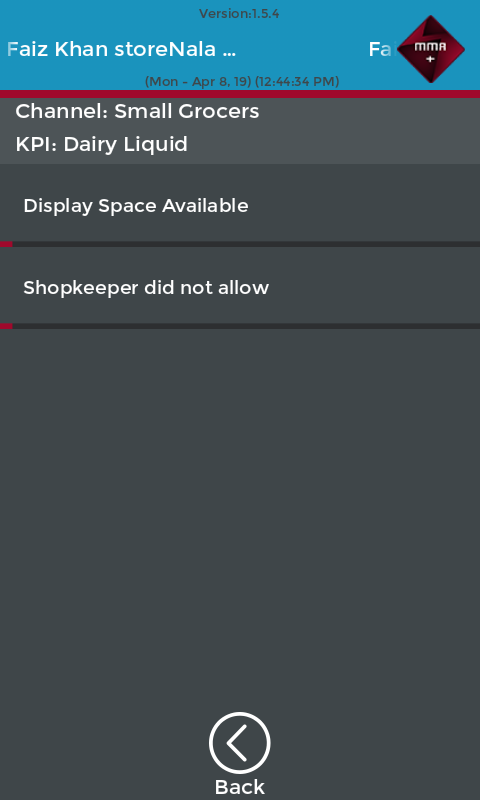 Version:1.5.4
Faiz Khan storeNala ... Fa
MMA
+
(Mon - Apr 8, 19) (12:44:34 PM)
Channel: Small Grocers
KPI: Dairy Liquid
Display Space Available
Shopkeeper did not allow
Back